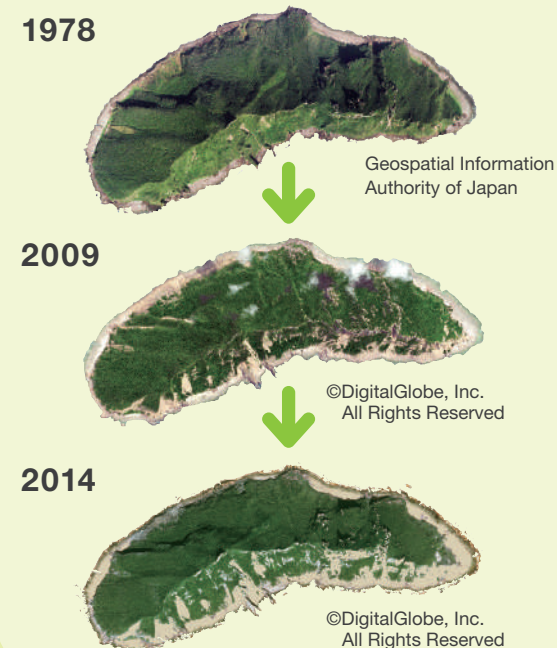 1978
Geospatial Information
Authority of Japan
2009
©DigitalGlobe, Inc.
All Rights Reserved
2014
©DigitalGlobe, Inc.
All Rights Reserved